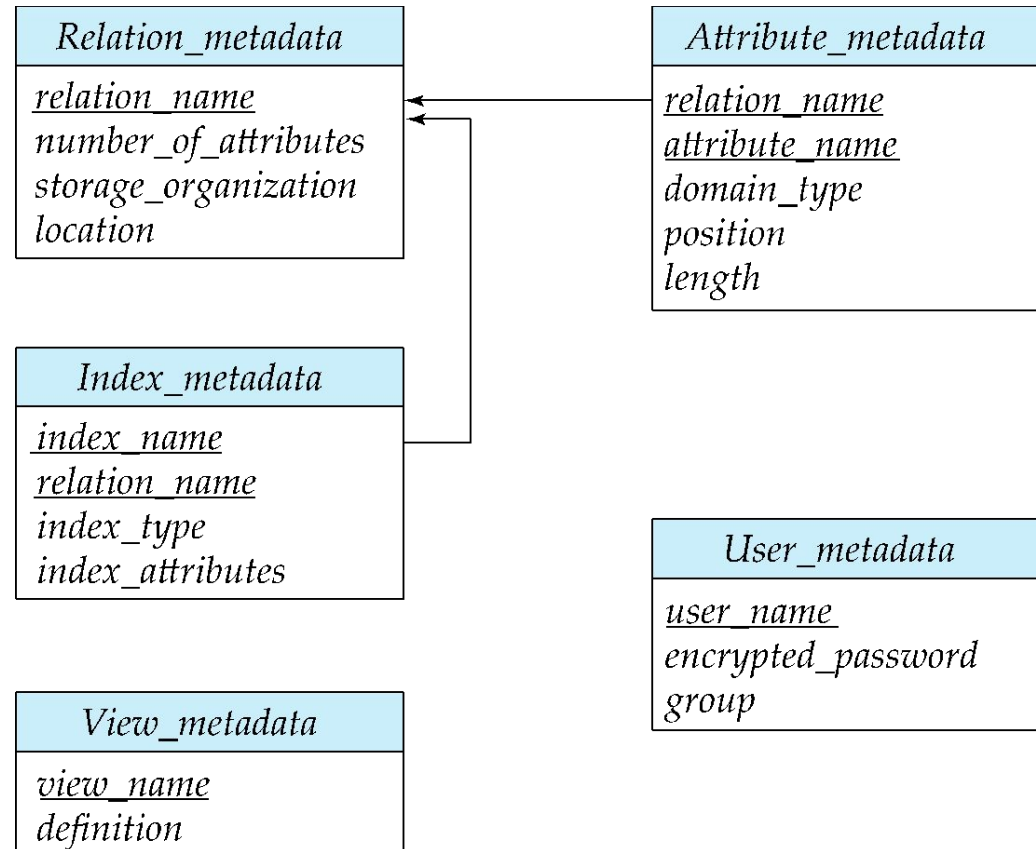 Relation_metadata
relation_name
number_of_attributes
storage_organization
location
Attribute_metadata
relation_name
attribute_name
domain_type
position
length
Index_metadata
index_name
relation_name
index_type
index_attributes
User_metadata
user_name
encrypted_password
group
View_metadata
view_name
definition